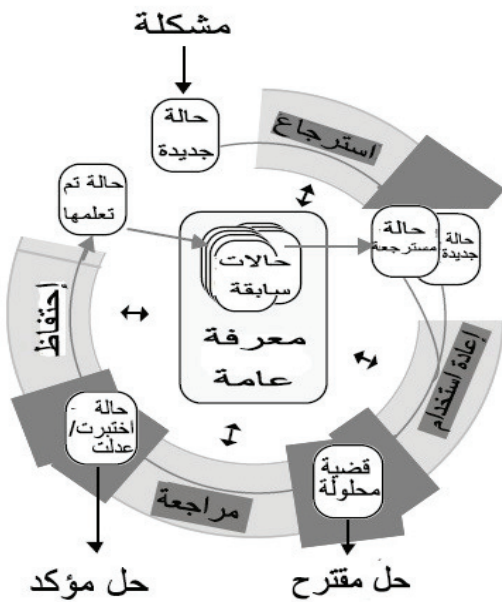 مشكلة
حالة
جديدة
استرجاع
حالة تم
تعلمها
حالة
مسترجعة
حالة
جديدة
حالات
سابقة
معرفة
عامة
إحتفاظ
إعادة استخدام
حالة
اختبرت/
عدلت
مراجعة
قضية
محلولة
حل مؤكد
حل مقترح